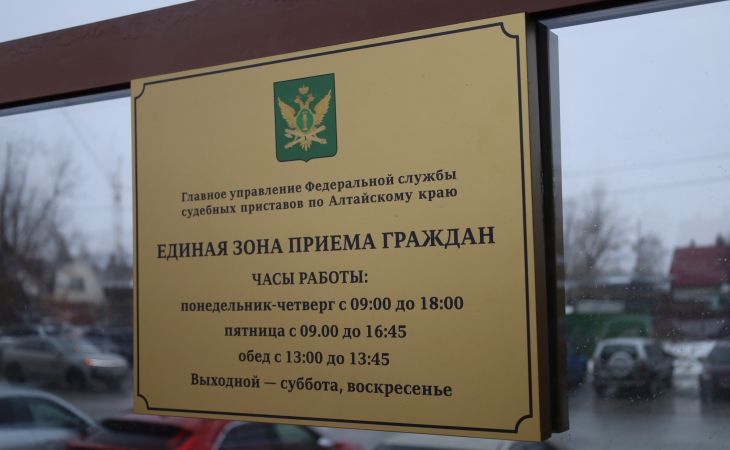 Главное управление Федеральной службы
судебных приставов по Алтайскому краю
ЕДИНАЯ ЗОНА ПРИЕМА ГРАЖДАН
ЧАСЫ РАБОТЫ:
понедельник-четверг с 09:00 до 18:00
пятница с 09.00 до 16:45
обед с 13:00 до 13:45
Выходной — суббота, воскресенье